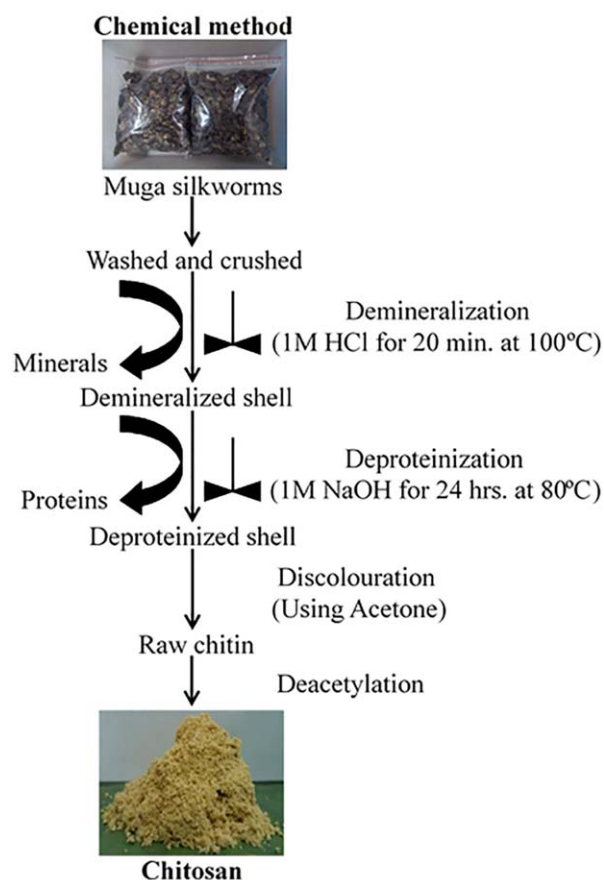 Chemical method
Muga silkworms
Washed and crushed
Demineralization
(1M HCl for 20 min. at 100ºC)
Minerals
Demineralized shell
Deproteinization
(1M NaOH for 24 hrs. at 80ºC)
Proteins
Deproteinized shell
Discolouration
(Using Acetone)
Raw chitin
Deacetylation
Chitosan